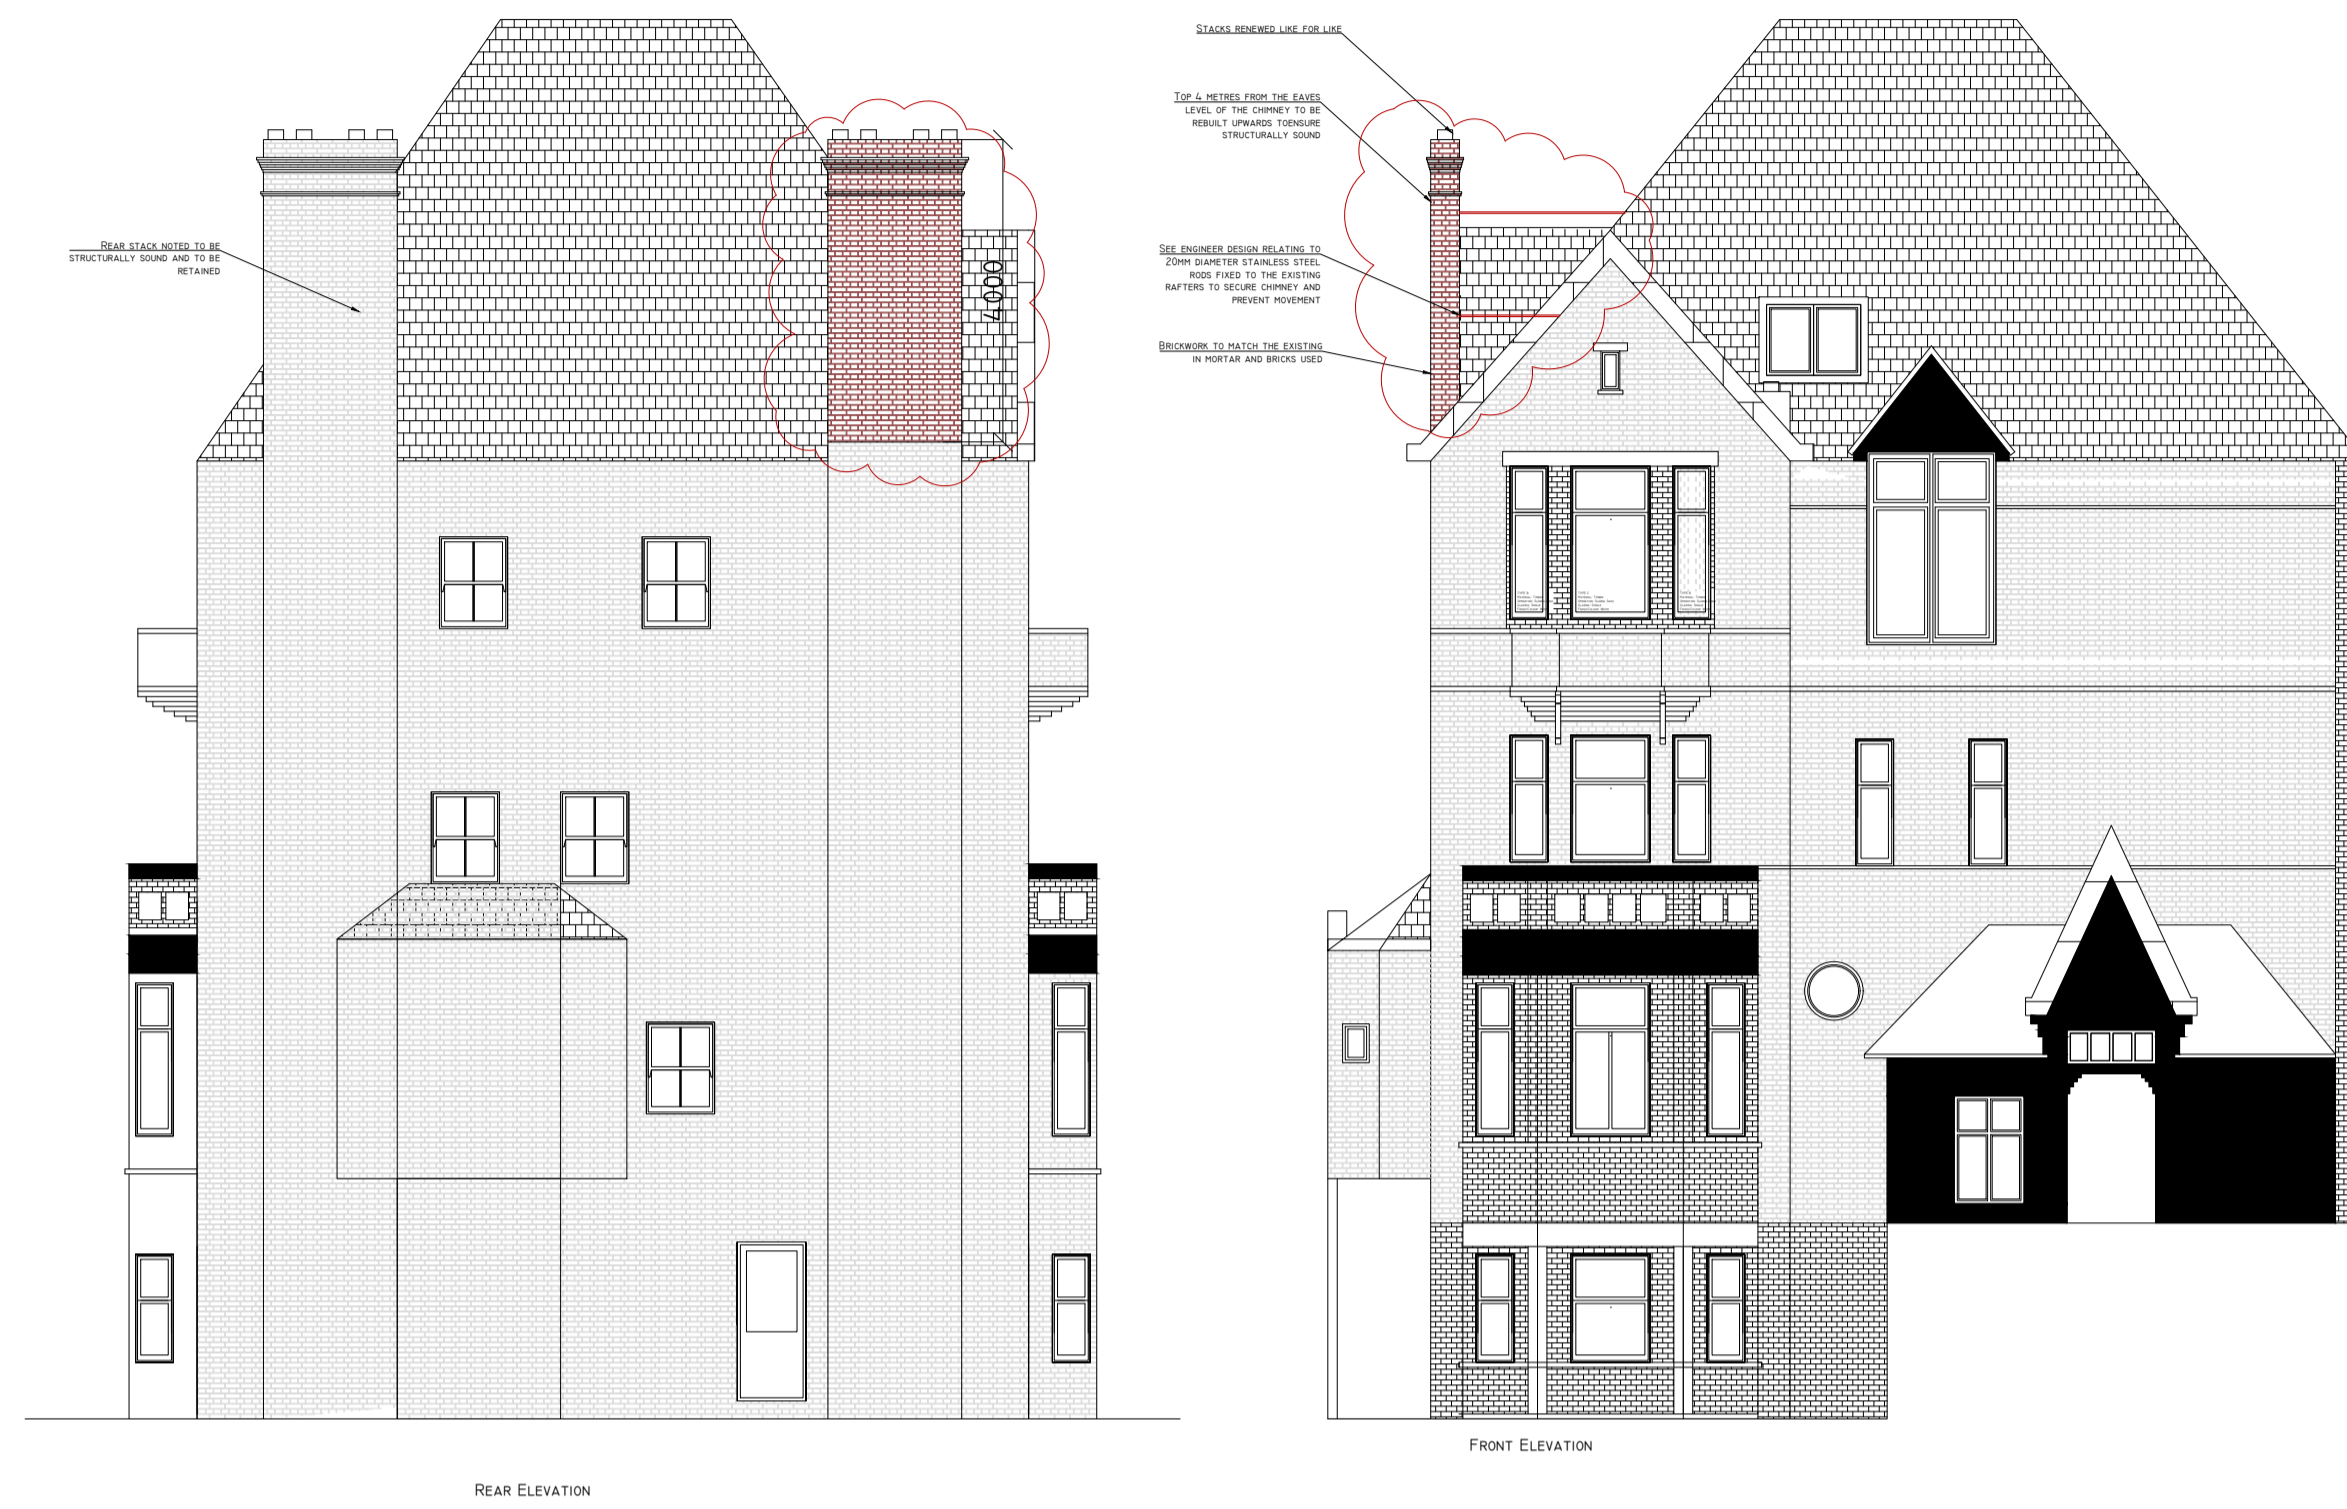 STACKS RENEWED LIKE FOR LIKE
TOP 4 METRES FROM THE EAVES
LEVEL OF THE CHIMNEY TO BE
REBUILT UPWARDS TOENSURE
STRUCTURALLY SOUND
REAR STACK NOTED TO BE
STRUCTURALLY SOUND AND TO BE
RETAINED
4.000
SEE ENGINEER DESIGN RELATING TO
20MM DIAMETER STAINLESS STEEL
RODS FIXED TO THE EXISTING
RAFTERS TO SECURE CHIMNEY AND
PREVENT MOVEMENT
BRICKWORK TO MATCH THE EXISTING
IN MORTAR AND BRICKS USED
FRONT ELEVATION
REAR ELEVATION